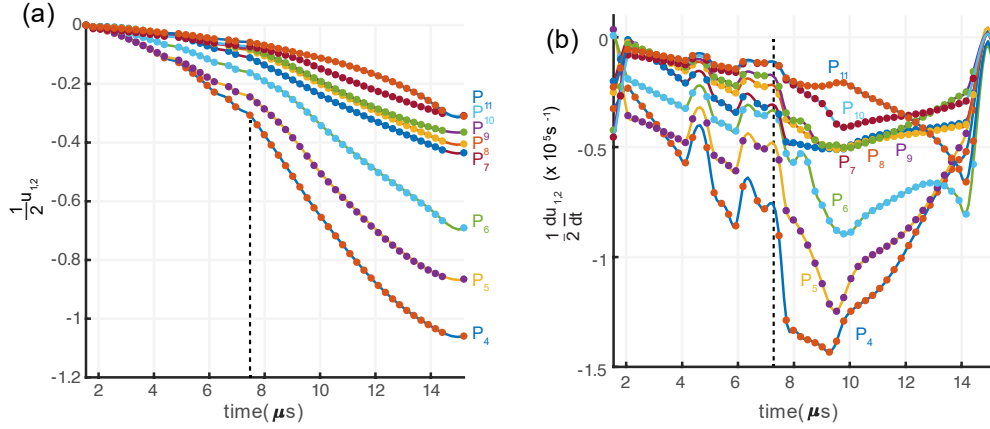 (a)
0
-0.2
-0.4
-0.6
-0.8
-1
-1.2
1/2 u1,2
2 4 6 8 10 12 14
time(μs)
P11
P10
P9
P8
P7
P6
P5
P4
(b)
0
-0.5
-1
-1.5
1/2 du1,2/dt (x 10^5 s^-1)
2 4 6 8 10 12 14
time(μs)
P11
P10
P9
P8
P7
P6
P5
P4